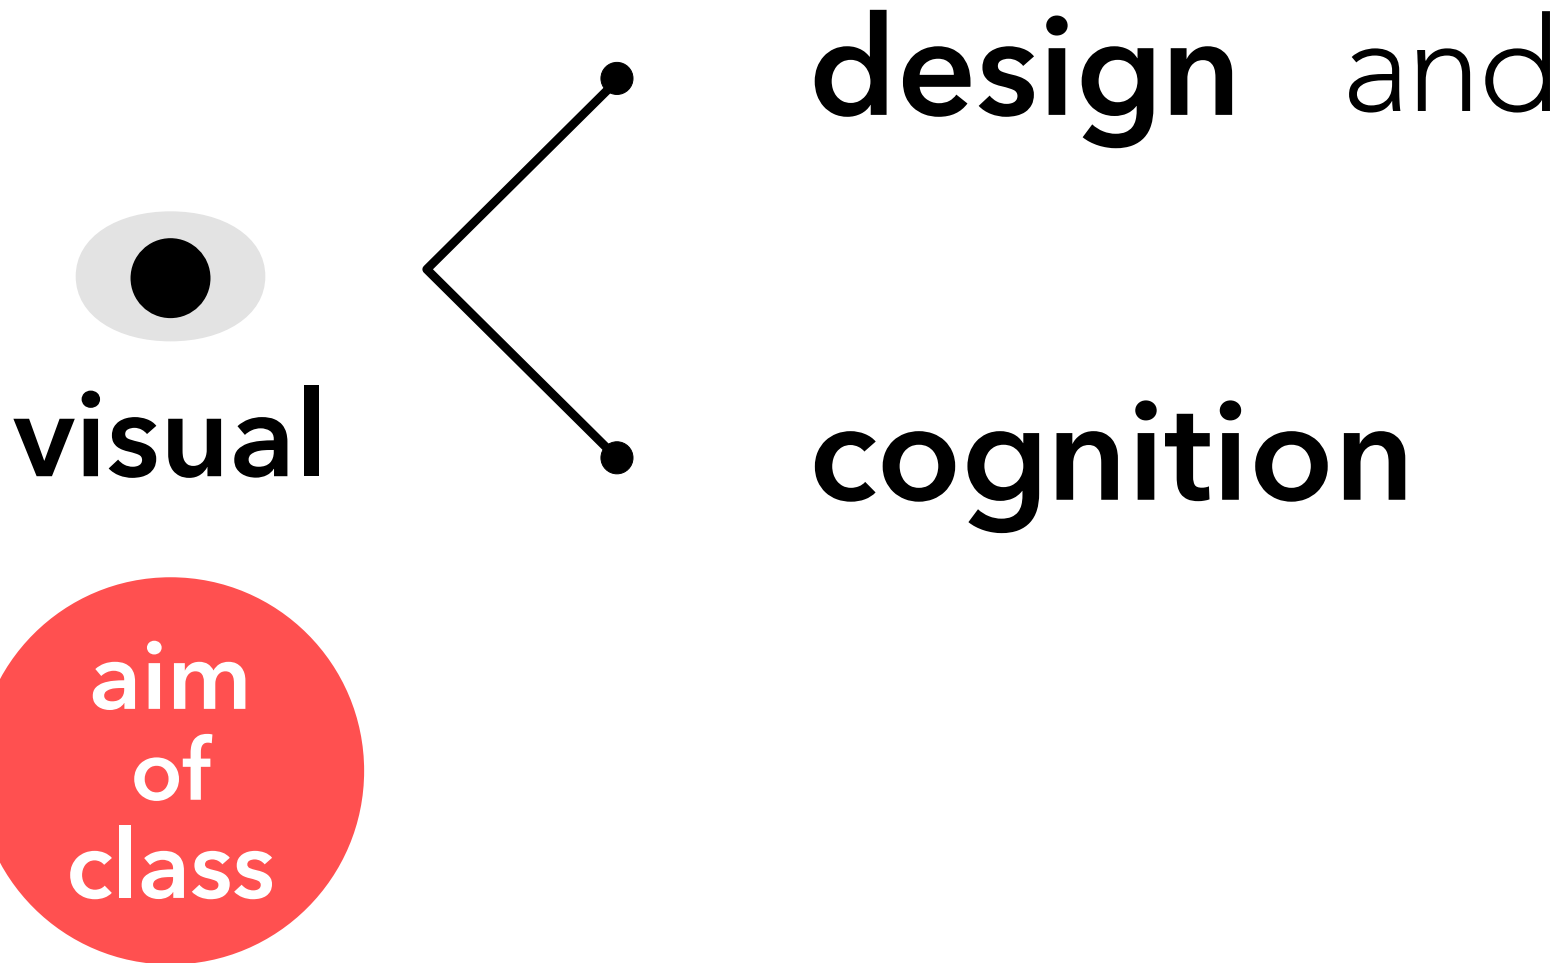 design and
visual
cognition
aim
of
class